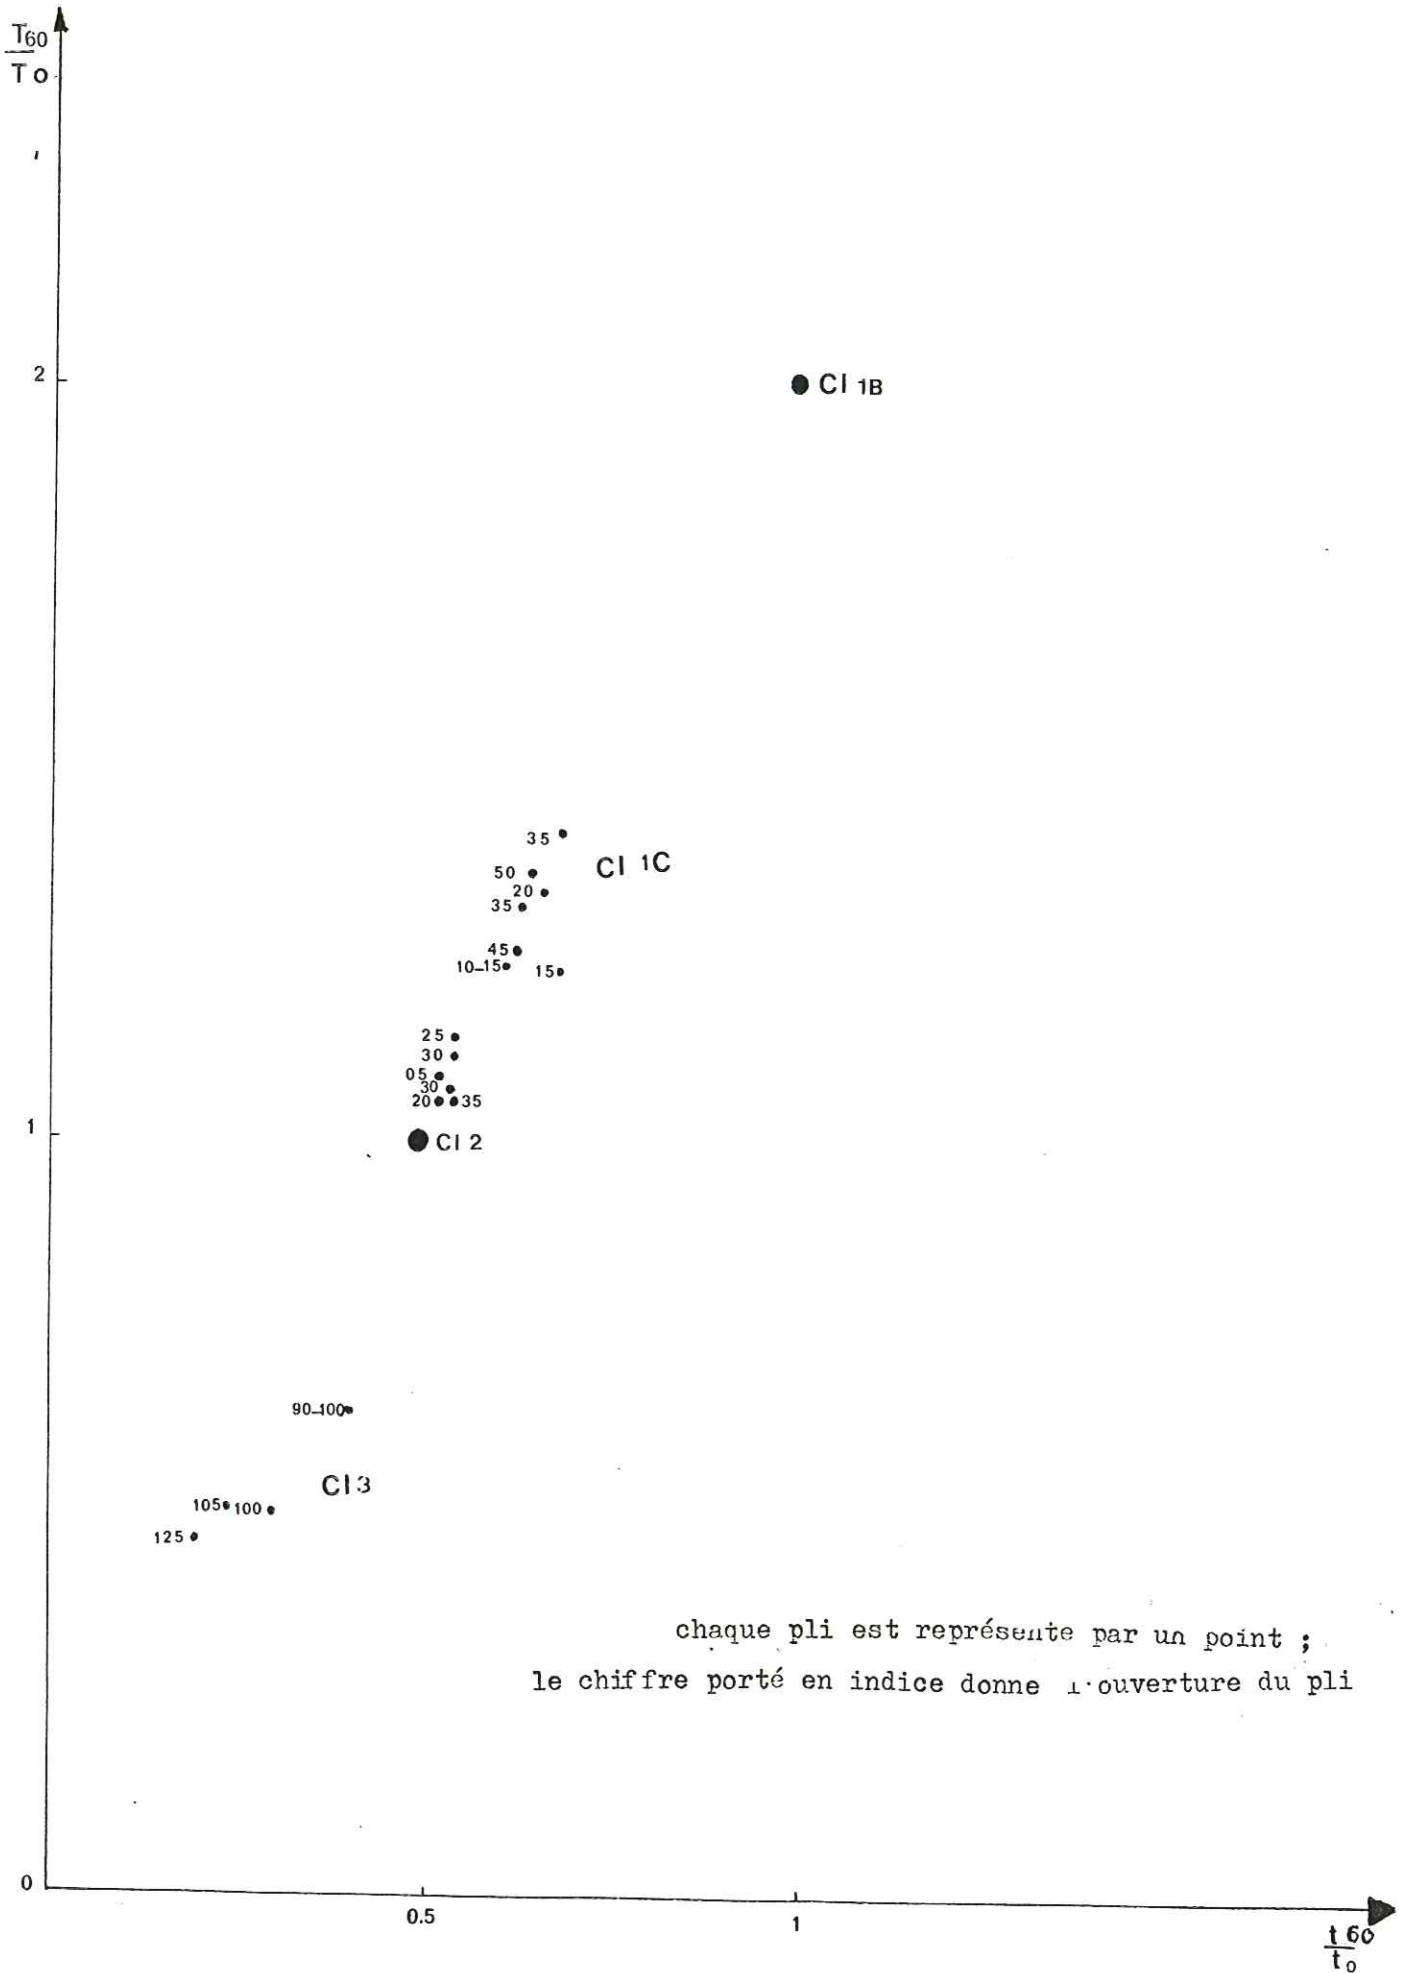 T60
To
2
Cl 1B
35
Cl 1C
50
20
35
45
10-15
15
25
30
05
30
20 35
1
Cl 2
90-100
Cl 3
105 100
125
chaque pli est représente par un point ;
le chiffre porté en indice donne l'ouverture du pli
0
0.5
1
t60
to